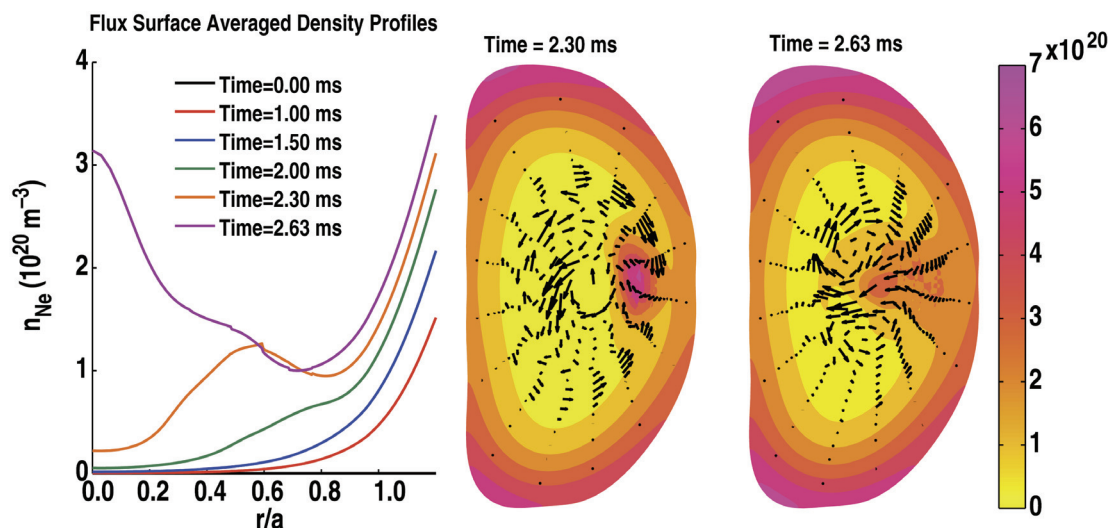 Flux Surface Averaged Density Profiles
Time = 2.30 ms
Time = 2.63 ms
7x10^20
4
3
2
1
0
n_Ne (10^20 m^-3)
Time=0.00 ms
Time=1.00 ms
Time=1.50 ms
Time=2.00 ms
Time=2.30 ms
Time=2.63 ms
0.0 0.2 0.4 0.6 0.8 1.0
r/a
6
5
4
3
2
1
0